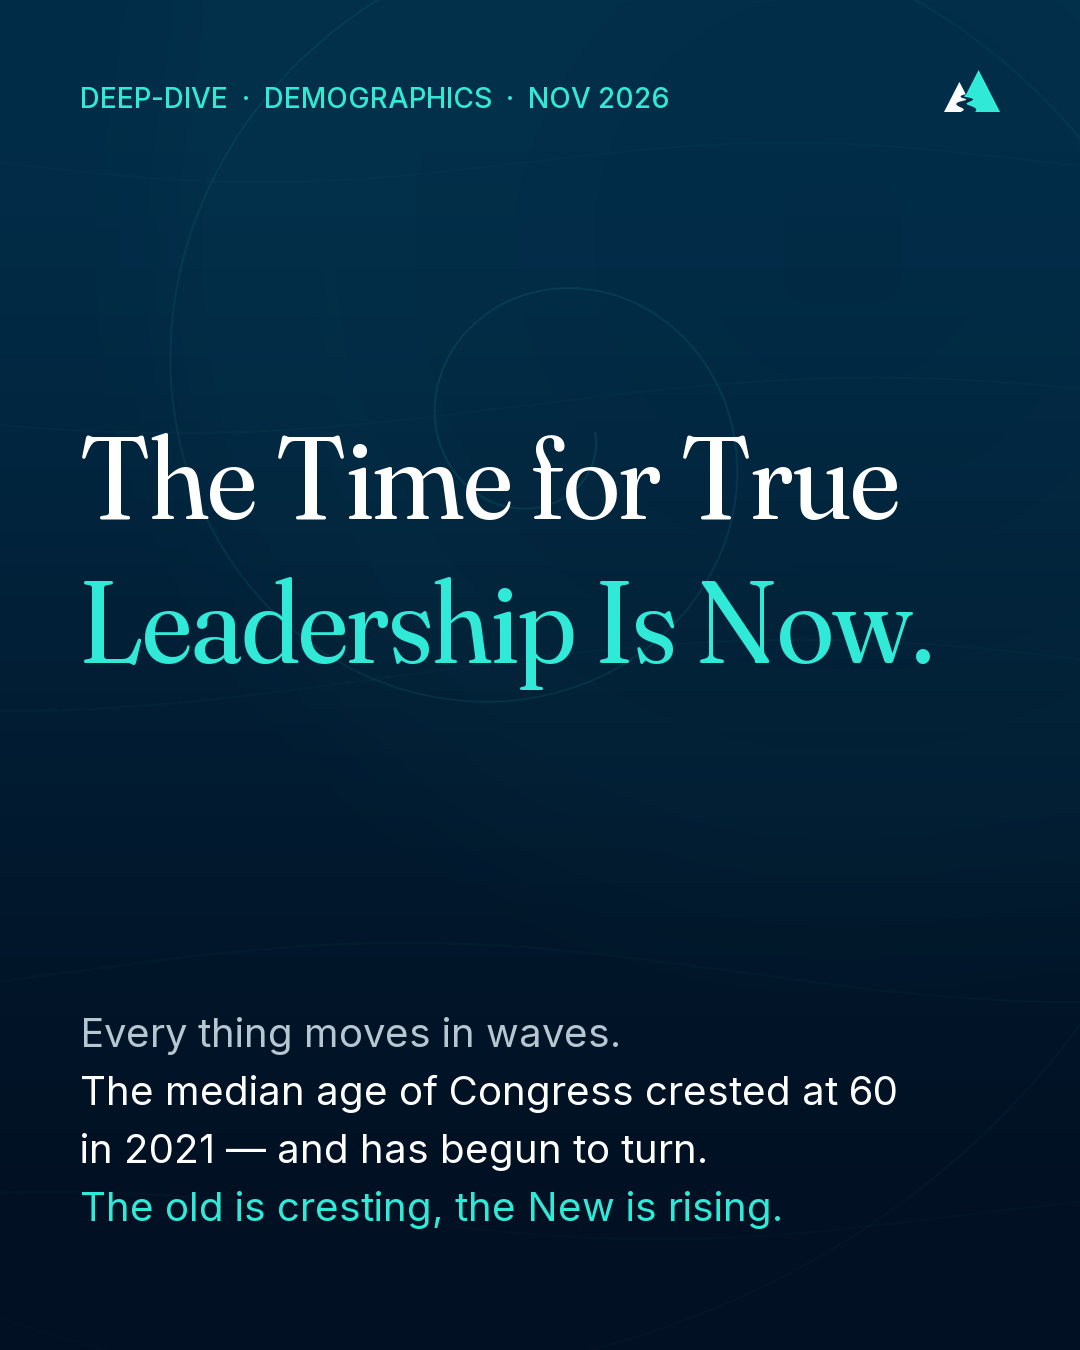 DEEP-DIVE · DEMOGRAPHICS · NOV 2026
The Time for True
Leadership Is Now.
Every thing moves in waves.
The median age of Congress crested at 60
in 2021 — and has begun to turn.
The old is cresting, the New is rising.